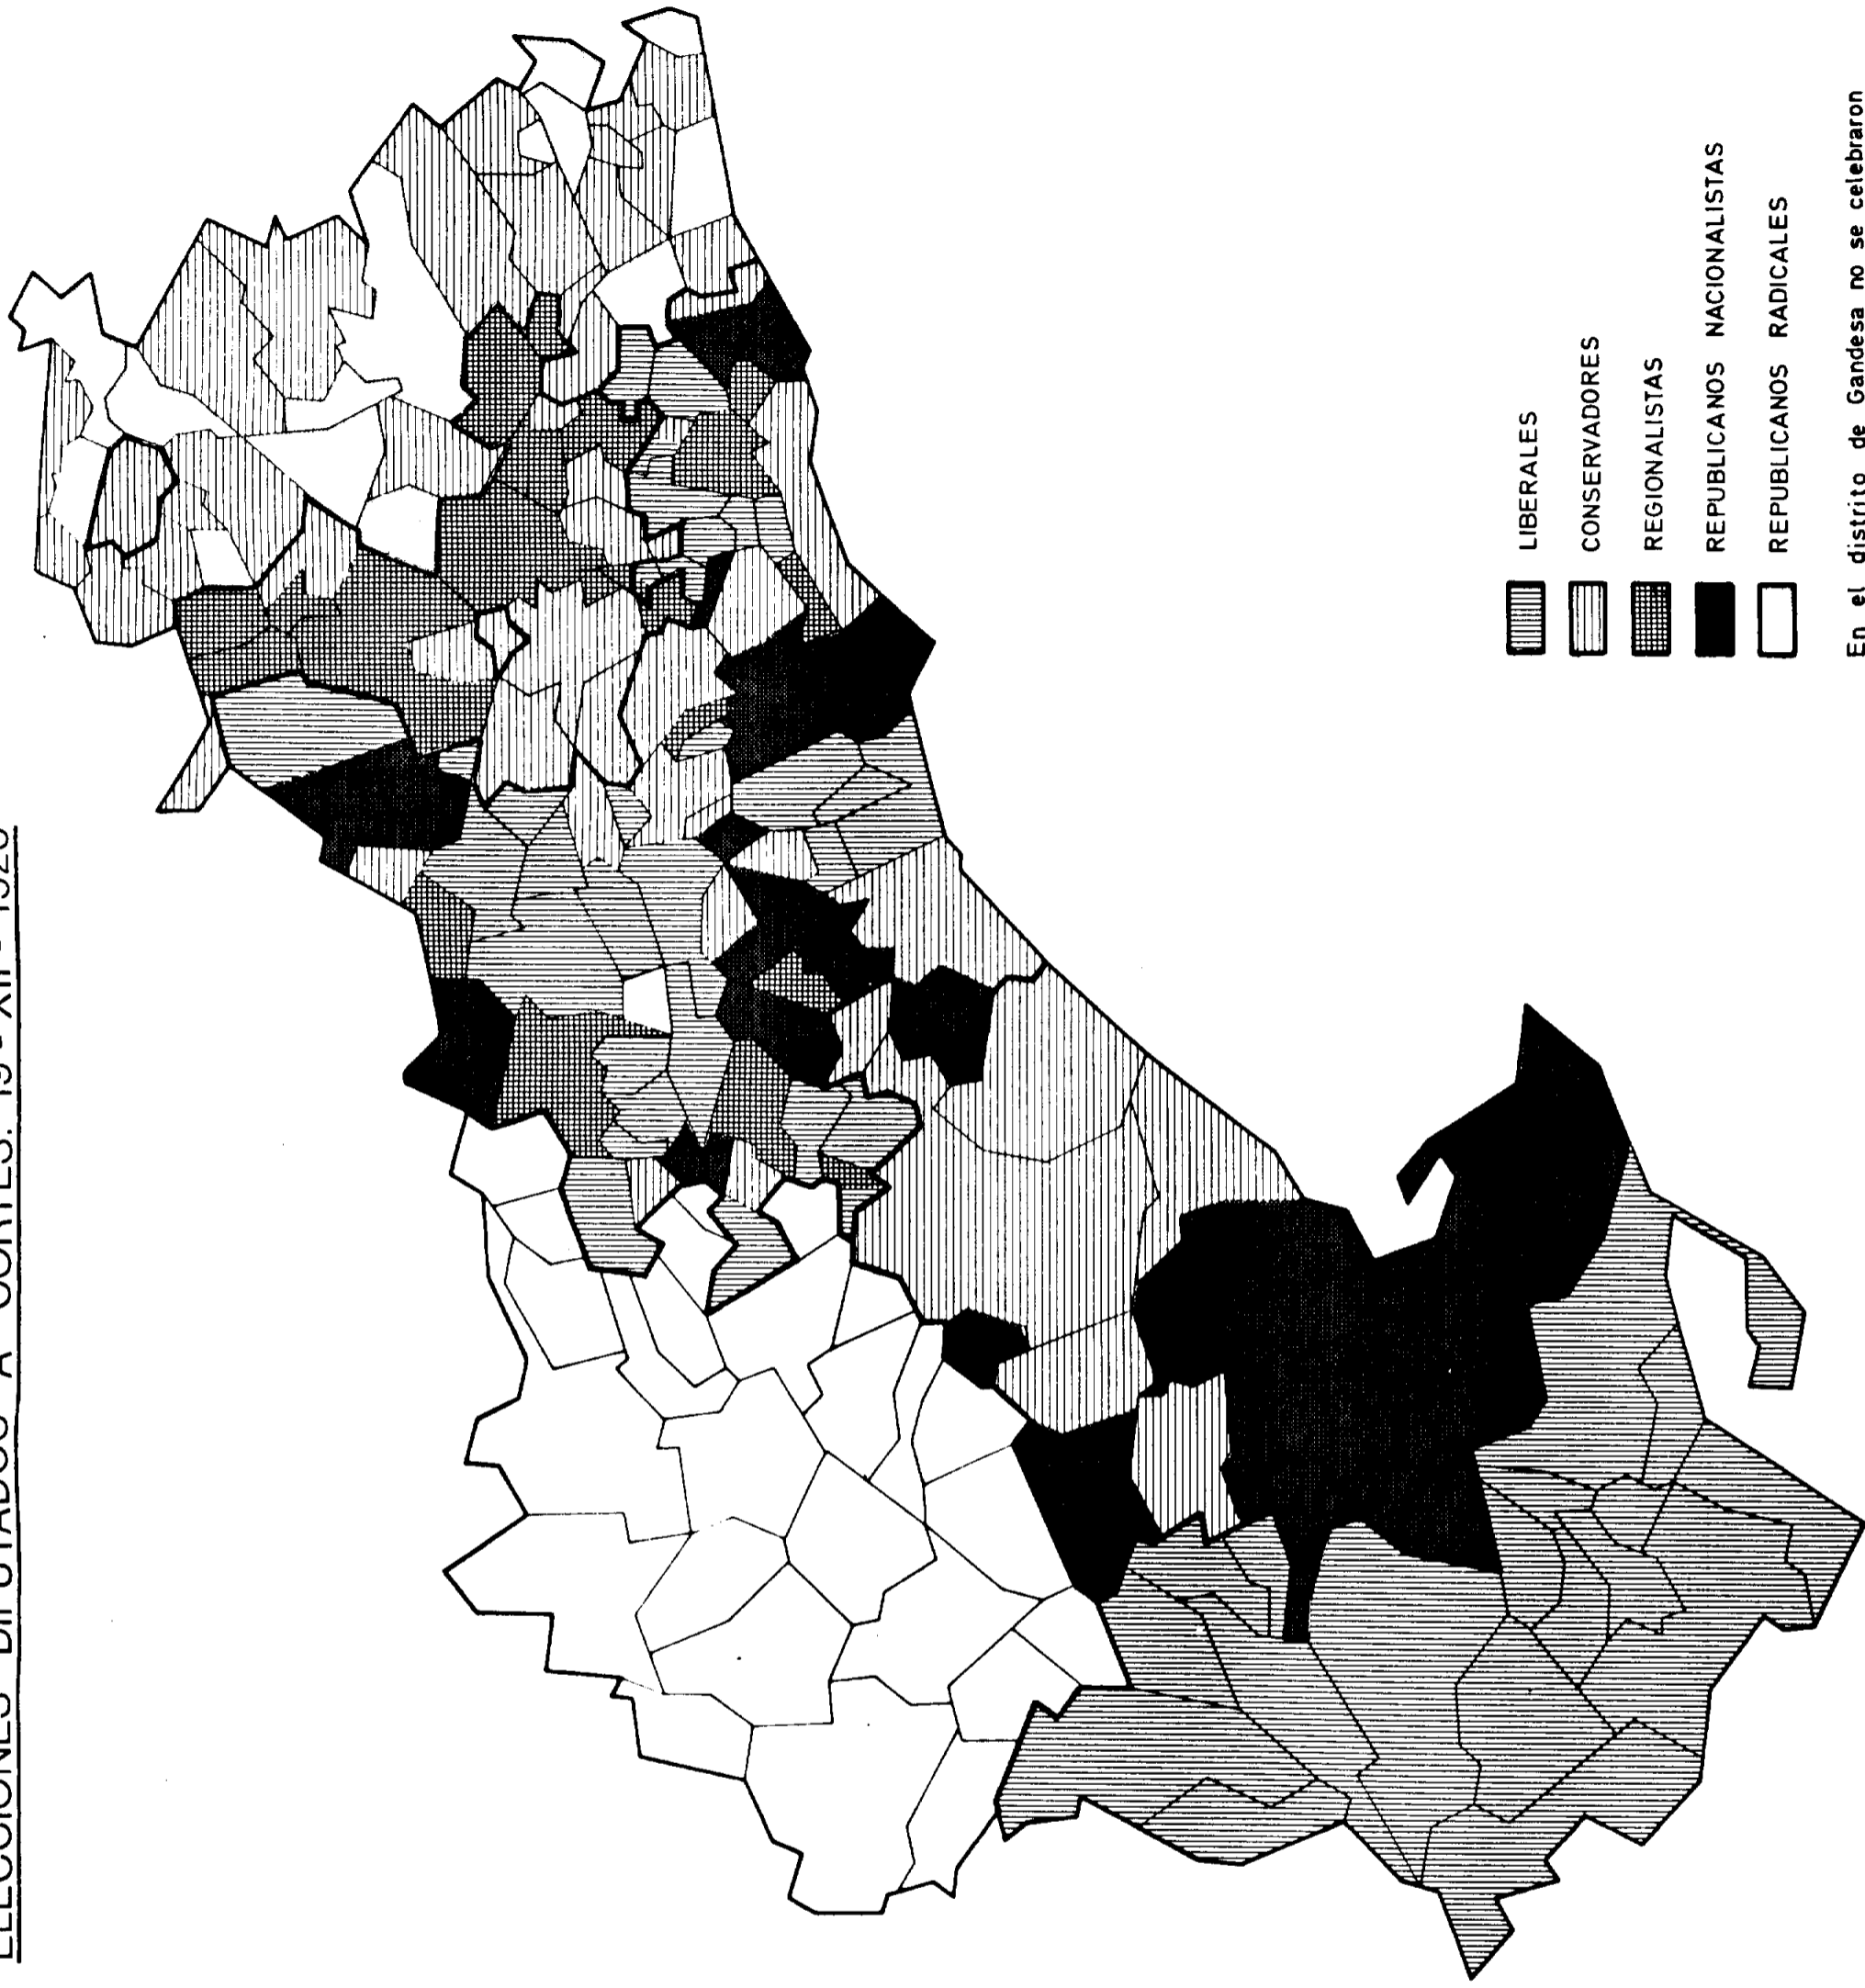 ELECCIONES DIPUTADOS A CORTES. 19 - XII - 1920
LIBERALES
CONSERVADORES
REGIONALISTAS
REPUBLICANOS NACIONALISTAS
REPUBLICANOS RADICALES
En el distrito de Gandesa no se celebraron